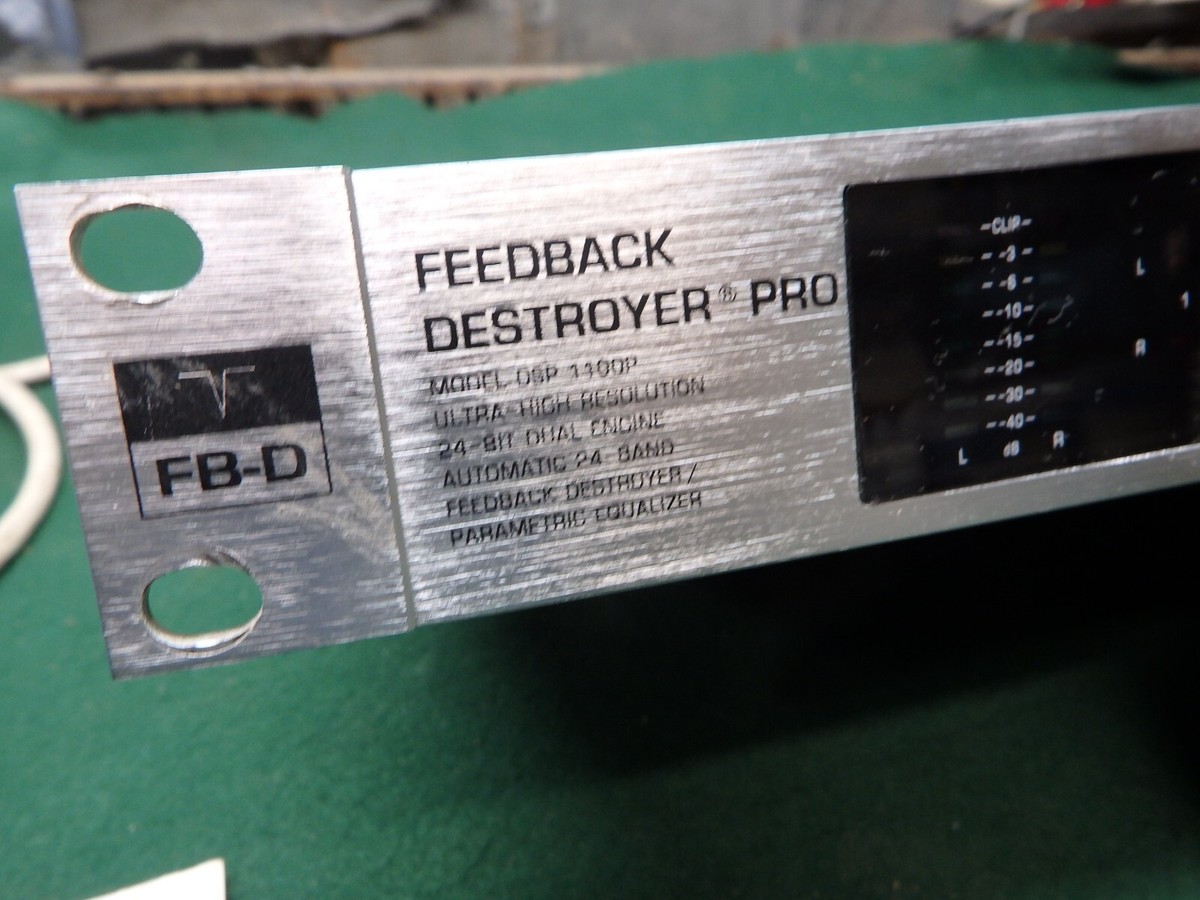 FEEDBACK
DESTROYER® PRO
MODEL DSP 1100P
ULTRA-HIGH RESOLUTION
24-BIT DUAL ENGINE
AUTOMATIC 24-BAND
FEEDBACK DESTROYER/
PARAMETRIC EQUALIZER
FB-D
-CLIP-
- -3 -
- -6 -
- -10-
- -15-
- -20-
- -30-
- -40-
L dB R
L
1
R